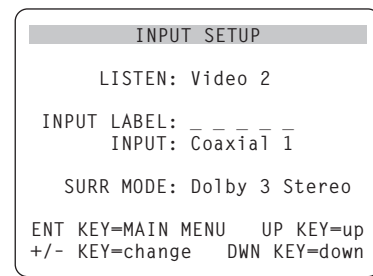 INPUT SETUP
LISTEN: Video 2
INPUT LABEL: _ _ _ _ _
INPUT: Coaxial 1
SURR MODE: Dolby 3 Stereo
ENT KEY=MAIN MENU UP KEY=up
+/- KEY=change DWN KEY=down